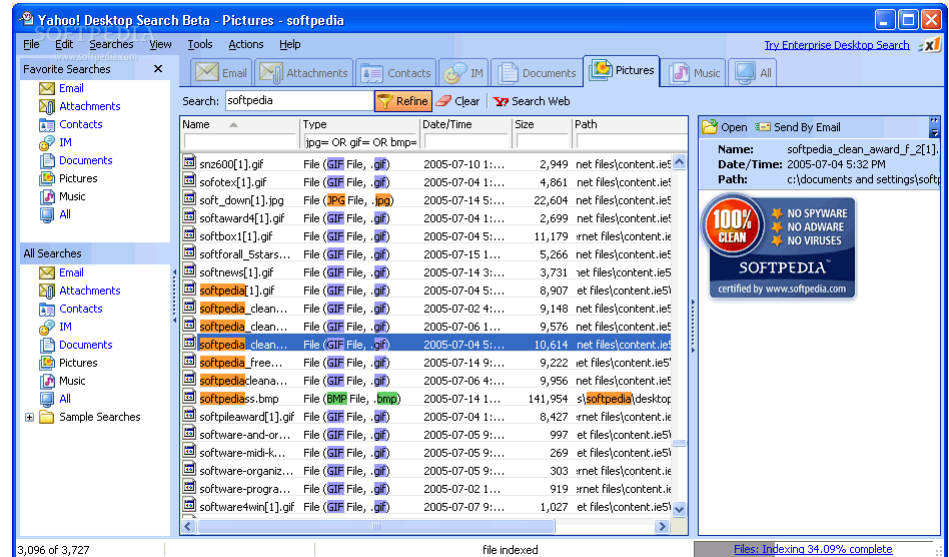 Yahoo! Desktop Search Beta - Pictures - softpedia
SOFTPEDIA
www.softpedia.com
File Edit Searches View Tools Actions Help Try Enterprise Desktop Search x1
Favorite Searches
Email
Attachments
Contacts
IM
Documents
Pictures
Music
All
All Searches
Email
Attachments
Contacts
IM
Documents
Pictures
Music
All
Sample Searches
Email Attachments Contacts IM Documents Pictures Music All
Search: softpedia Refine Clear Search Web
Name Type Date/Time Size Path
jpg= OR gif= OR bmp=
snz600[1].gif File (GIF File, .gif) 2005-07-10 1:... 2,949 net files\content.ie5
sofotex[1].gif File (GIF File, .gif) 2005-07-04 1:... 4,861 net files\content.ie5
soft_down[1].jpg File (JPG File, .jpg) 2005-07-14 5:... 22,604 net files\content.ie5
softaward4[1].gif File (GIF File, .gif) 2005-07-04 1:... 2,699 net files\content.ie5
softbox1[1].gif File (GIF File, .gif) 2005-07-04 5:... 11,179 rnet files\content.ie
softforall_5stars... File (GIF File, .gif) 2005-07-15 1... 5,266 net files\content.ie5
softnews[1].gif File (GIF File, .gif) 2005-07-14 3:... 3,731 net files\content.ie5
softpedia[1].gif File (GIF File, .gif) 2005-07-04 5:... 8,907 et files\content.ie5\
softpedia_clean... File (GIF File, .gif) 2005-07-02 4:... 9,148 net files\content.ie5
softpedia_clean... File (GIF File, .gif) 2005-07-06 1... 9,576 net files\content.ie5
softpedia_clean... File (GIF File, .gif) 2005-07-04 5:... 10,614 net files\content.ie5
softpedia_free... File (GIF File, .gif) 2005-07-14 9:... 9,222 net files\content.ie5
softpediacleana... File (GIF File, .gif) 2005-07-06 4:... 9,956 net files\content.ie5
softpediass.bmp File (BMP File, .bmp) 2005-07-14 1... 141,954 s\softpedia\desktop
softpileaward[1].gif File (GIF File, .gif) 2005-07-04 1:... 8,427 rnet files\content.ie
software-and-or... File (GIF File, .gif) 2005-07-05 9:... 997 et files\content.ie5\
software-midi-k... File (GIF File, .gif) 2005-07-05 9:... 269 et files\content.ie5\
software-organiz... File (GIF File, .gif) 2005-07-05 9:... 303 rnet files\content.ie
software-progra... File (GIF File, .gif) 2005-07-02 1... 919 rnet files\content.ie
software4win[1].gif File (GIF File, .gif) 2005-07-07 9:... 1,027 et files\content.ie5\
Open Send By Email
Name: softpedia_clean_award_f_2[1].
Date/Time: 2005-07-04 5:32 PM
Path: c:\documents and settings\softp
100% CLEAN
NO SPYWARE
NO ADWARE
NO VIRUSES
SOFTPEDIA
certified by www.softpedia.com
3,096 of 3,727 file indexed Files: Indexing 34.09% complete